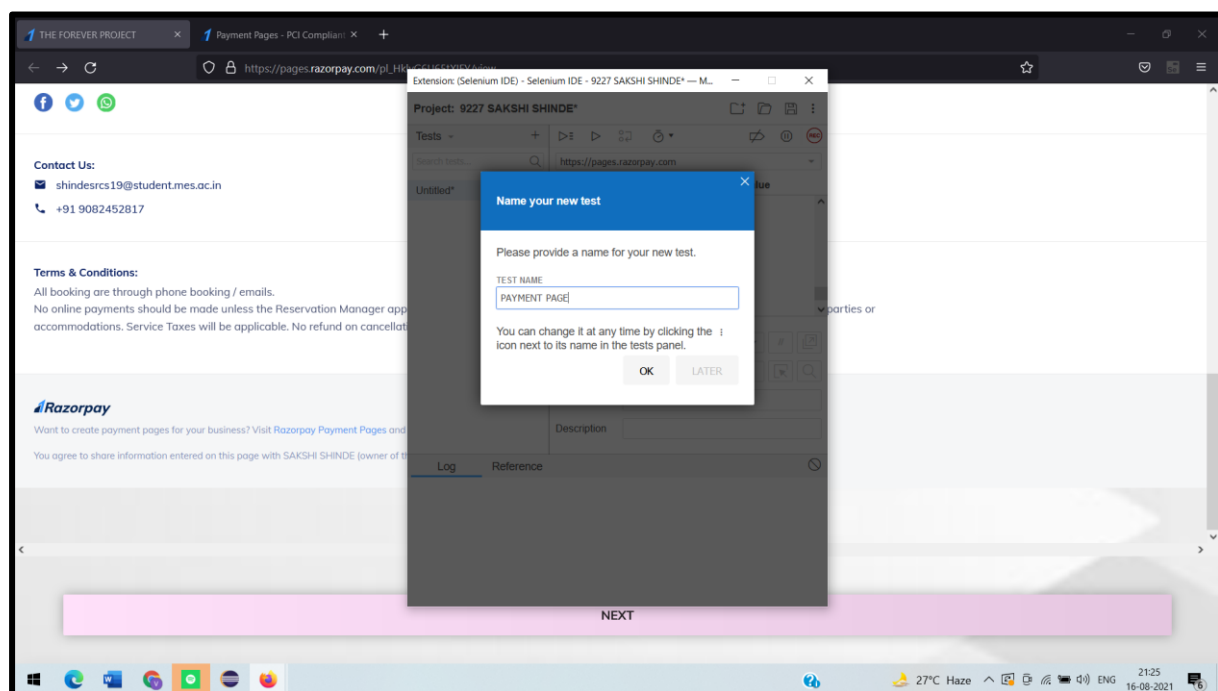 THE FOREVER PROJECT
Payment Pages - PCI Compliant
https://pages.razorpay.com/pl_
Extension: (Selenium IDE) - Selenium IDE - 9227 SAKSHI SHINDE* — M...
Project: 9227 SAKSHI SHINDE*
Tests
Search tests...
https://pages.razorpay.com
REC
Untitled*
Contact Us:
shindesrcs19@student.mes.ac.in
+91 9082452817
Name your new test
Please provide a name for your new test.
TEST NAME
PAYMENT PAGE
You can change it at any time by clicking the
icon next to its name in the tests panel.
OK LATER
Terms & Conditions:
All booking are through phone booking / emails.
No online payments should be made unless the Reservation Manager app parties or
accommodations. Service Taxes will be applicable. No refund on cancellati
Description
Log Reference
Razorpay
Want to create payment pages for your business? Visit Razorpay Payment Pages and
You agree to share information entered on this page with SAKSHI SHINDE (owner of th
NEXT
27°C Haze ENG 21:25
16-08-2021
6